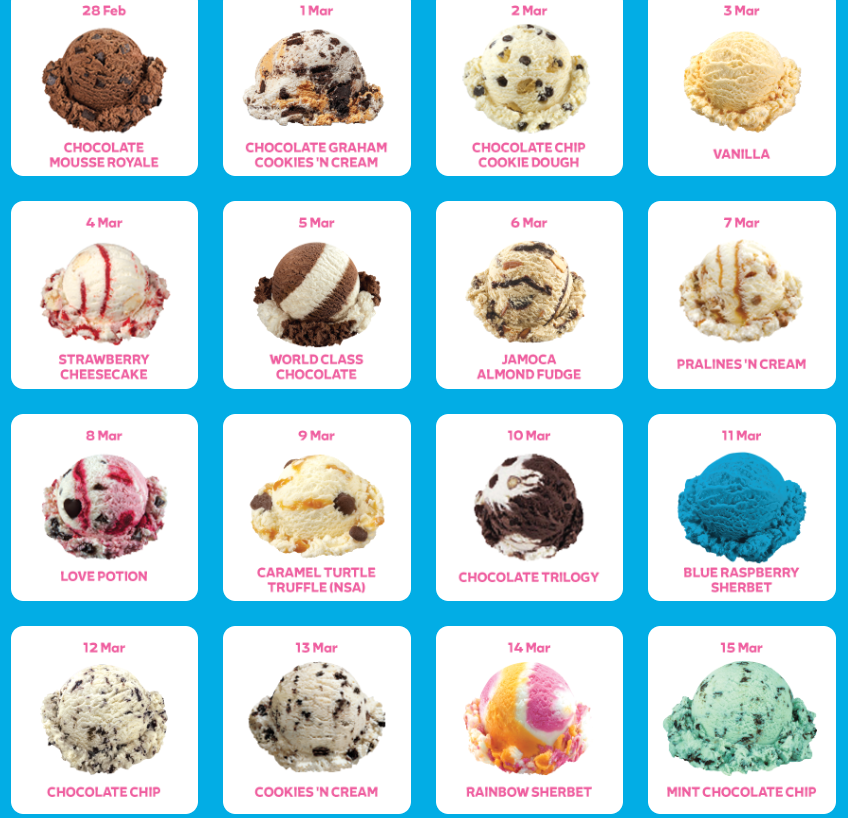 28 Feb
CHOCOLATE
MOUSSE ROYALE
1 Mar
CHOCOLATE GRAHAM
COOKIES 'N CREAM
2 Mar
CHOCOLATE CHIP
COOKIE DOUGH
3 Mar
VANILLA
4 Mar
STRAWBERRY
CHEESECAKE
5 Mar
WORLD CLASS
CHOCOLATE
6 Mar
JAMOCA
ALMOND FUDGE
7 Mar
PRALINES 'N CREAM
8 Mar
LOVE POTION
9 Mar
CARAMEL TURTLE
TRUFFLE (NSA)
10 Mar
CHOCOLATE TRILOGY
11 Mar
BLUE RASPBERRY
SHERBET
12 Mar
CHOCOLATE CHIP
13 Mar
COOKIES 'N CREAM
14 Mar
RAINBOW SHERBET
15 Mar
MINT CHOCOLATE CHIP